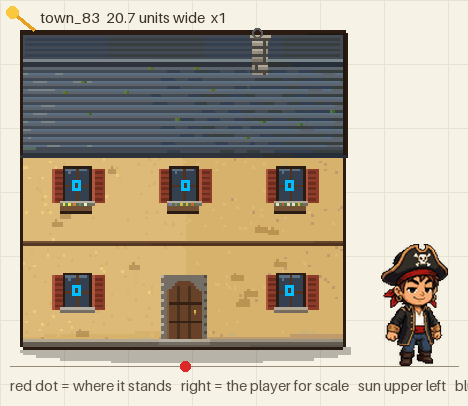 town_83 20.7 units wide x1
red dot = where it stands right = the player for scale sun upper left